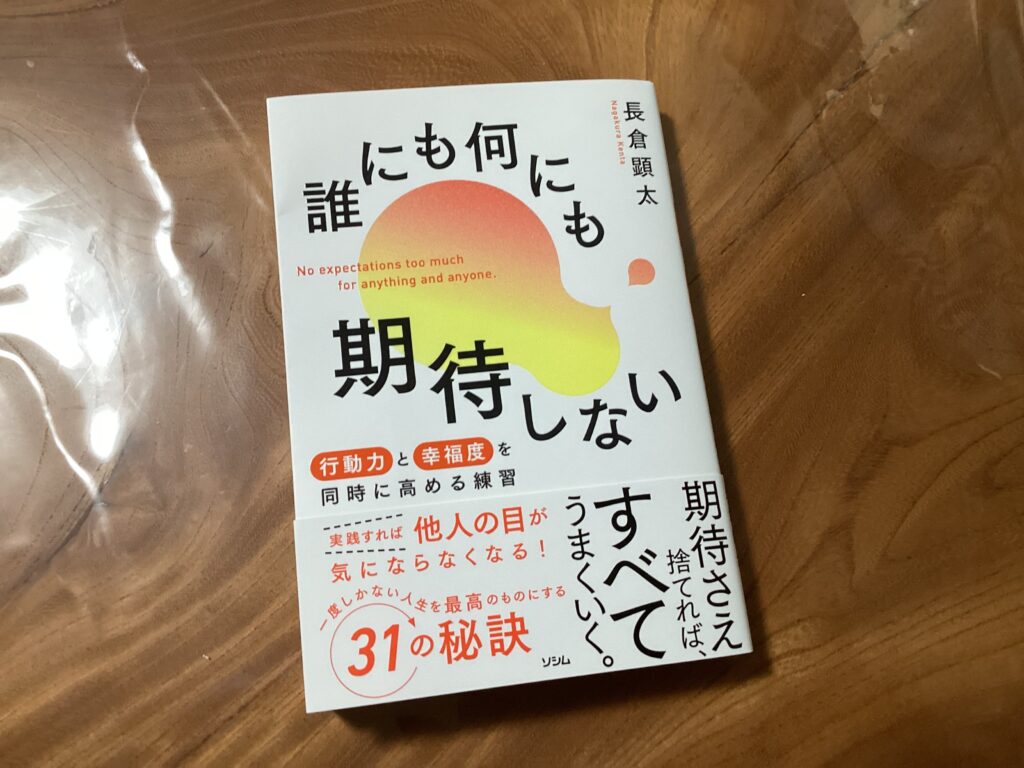 長倉顕太
Nagakura Kenta
誰にも何にも
No expectations too much
for anything and anyone.
期待しない
行動力と幸福度を
同時に高める練習
期待さえ
捨てれば、
すべて
うまくいく。
実践すれば 他人の目が
気にならなくなる！
一度しかない人生を最高のものにする
31の秘訣
ソシム